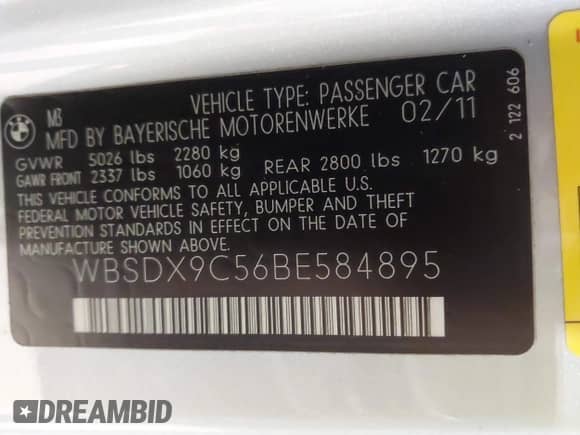 BMW
M3
VEHICLE TYPE: PASSENGER CAR
MFD BY BAYERISCHE MOTORENWERKE 02/11
GVWR 5026 lbs 2280 kg
GAWR FRONT 2337 lbs 1060 kg REAR 2800 lbs 1270 kg
THIS VEHICLE CONFORMS TO ALL APPLICABLE U.S.
FEDERAL MOTOR VEHICLE SAFETY, BUMPER AND THEFT
PREVENTION STANDARDS IN EFFECT ON THE DATE OF
MANUFACTURE SHOWN ABOVE.
WBSDX9C56BE584895
2 122 606
DREAMBID